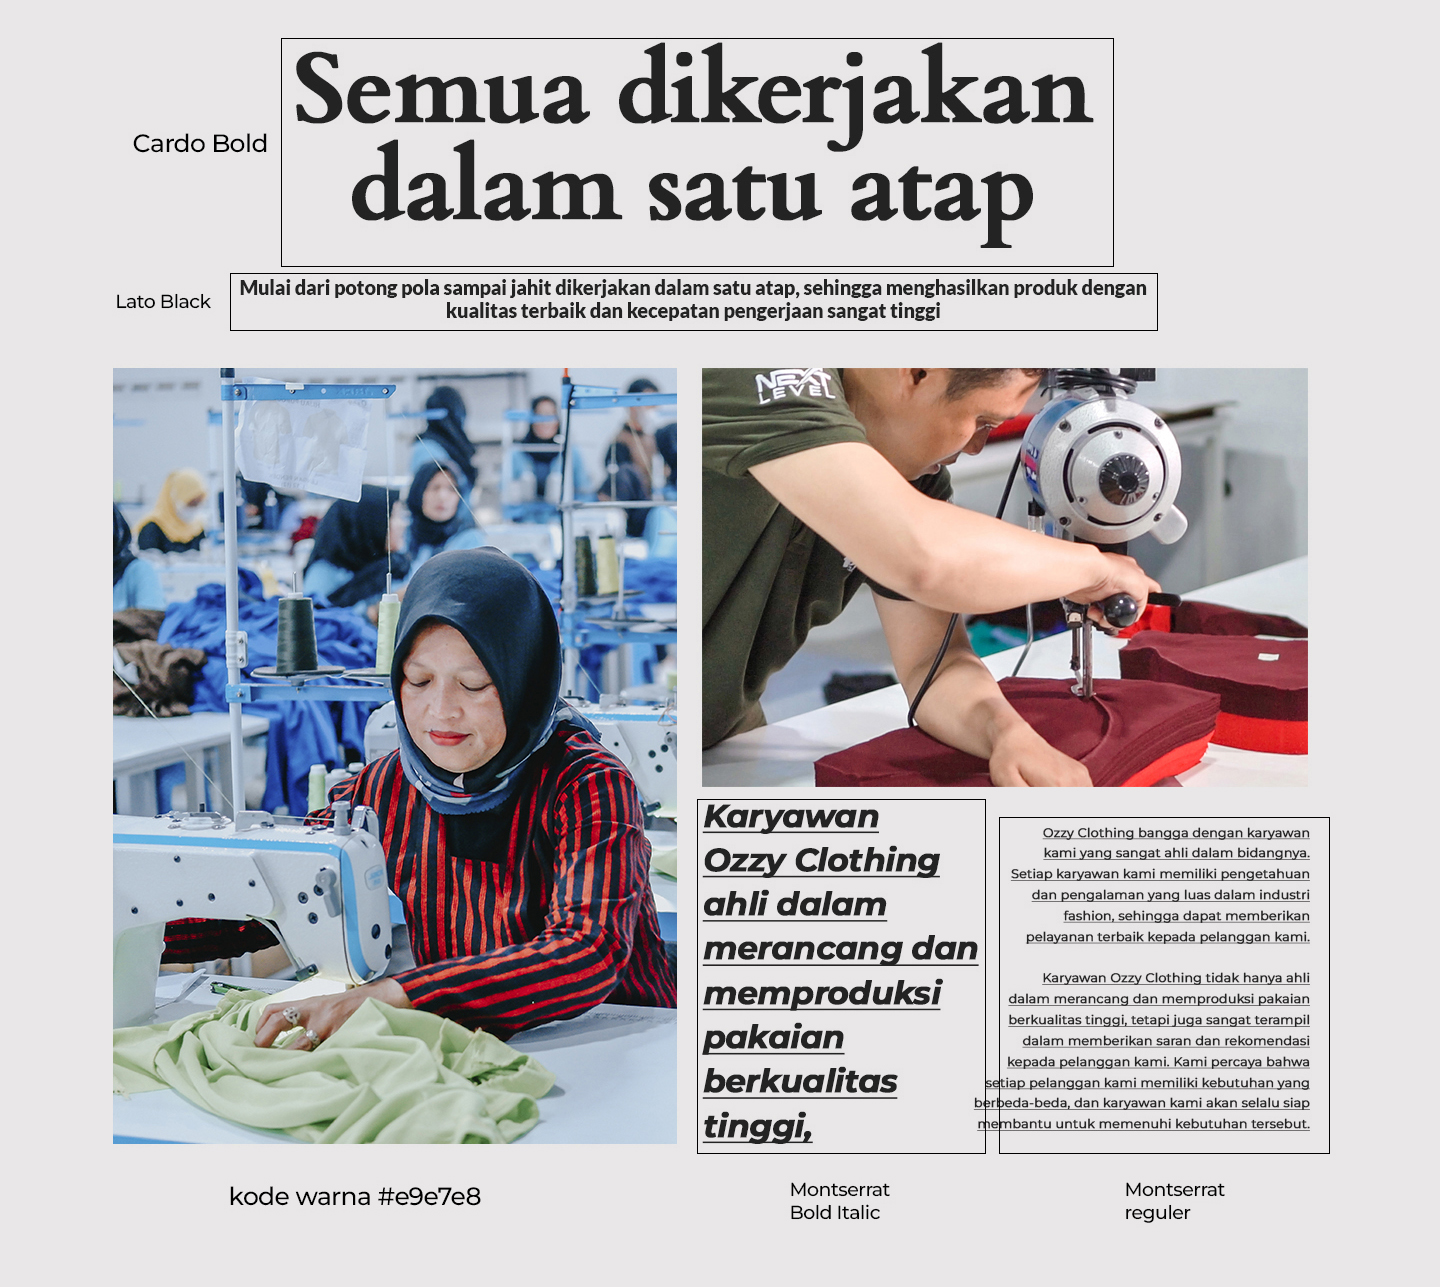 Cardo Bold
Semua dikerjakan
dalam satu atap
Lato Black
Mulai dari potong pola sampai jahit dikerjakan dalam satu atap, sehingga menghasilkan produk dengan
kualitas terbaik dan kecepatan pengerjaan sangat tinggi
NEXT
LEVEL
Karyawan
Ozzy Clothing
ahli dalam
merancang dan
memproduksi
pakaian
berkualitas
tinggi,
Ozzy Clothing bangga dengan karyawan
kami yang sangat ahli dalam bidangnya.
Setiap karyawan kami memiliki pengetahuan
dan pengalaman yang luas dalam industri
fashion, sehingga dapat memberikan
pelayanan terbaik kepada pelanggan kami.
Karyawan Ozzy Clothing tidak hanya ahli
dalam merancang dan memproduksi pakaian
berkualitas tinggi, tetapi juga sangat terampil
dalam memberikan saran dan rekomendasi
kepada pelanggan kami. Kami percaya bahwa
setiap pelanggan kami memiliki kebutuhan yang
berbeda-beda, dan karyawan kami akan selalu siap
membantu untuk memenuhi kebutuhan tersebut.
kode warna #e9e7e8
Montserrat
Bold Italic
Montserrat
reguler